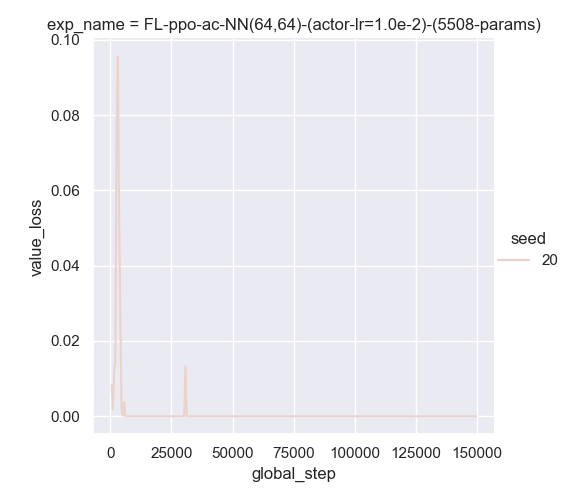 exp_name = FL-ppo-ac-NN(64,64)-(actor-lr=1.0e-2)-(5508-params)
0.10
0.08
0.06
0.04
0.02
0.00
value_loss
0 25000 50000 75000 100000 125000 150000
global_step
seed
20